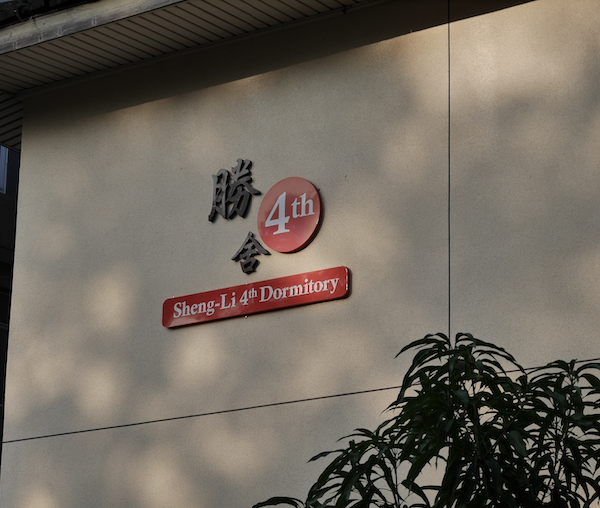 勝
4th
舍
Sheng-Li 4th Dormitory